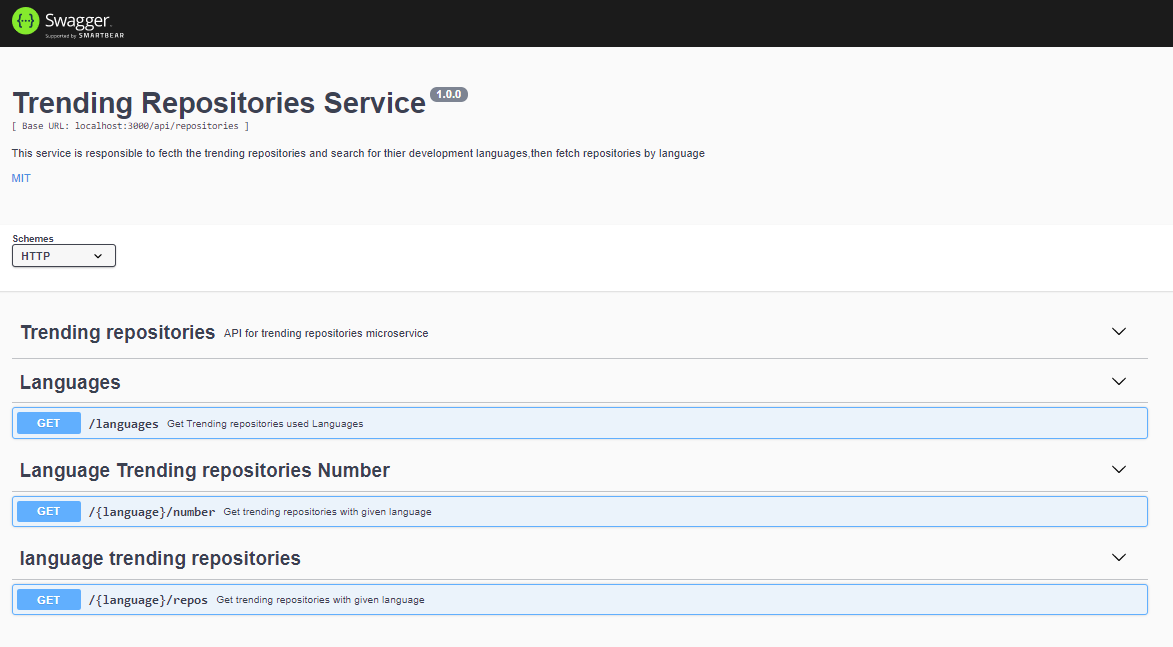 {···} Swagger.
Supported by SMARTBEAR
Trending Repositories Service 1.0.0
[ Base URL: localhost:3000/api/repositories ]
This service is responsible to fecth the trending repositories and search for thier development languages,then fetch repositories by language
MIT
Schemes
HTTP
Trending repositories API for trending repositories microservice
Languages
GET /languages Get Trending repositories used Languages
Language Trending repositories Number
GET /{language}/number Get trending repositories with given language
language trending repositories
GET /{language}/repos Get trending repositories with given language